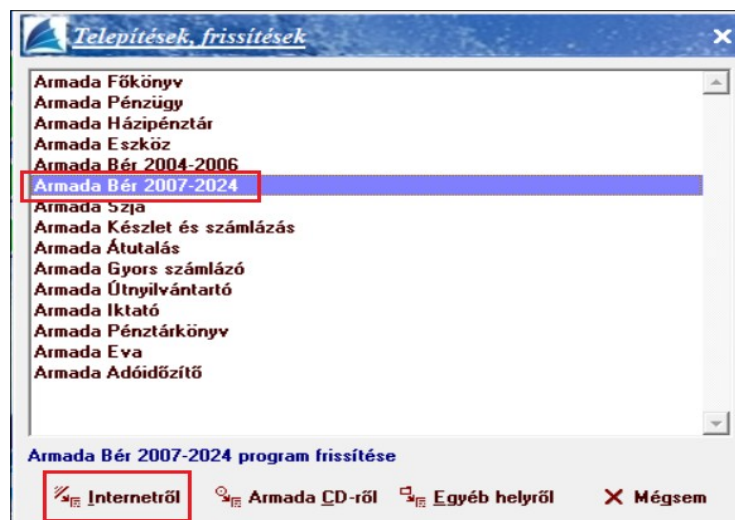 Telepítések, frissítések
Armada Főkönyv
Armada Pénzügy
Armada Házipénztár
Armada Eszköz
Armada Bér 2004-2006
Armada Bér 2007-2024
Armada Szja
Armada Készlet és számlázás
Armada Átutalás
Armada Gyors számlázó
Armada Útnyilvántartó
Armada Iktató
Armada Pénztárkönyv
Armada Eva
Armada Adóidőzítő
Armada Bér 2007-2024 program frissítése
Internetről Armada CD-ről Egyéb helyről Mégsem